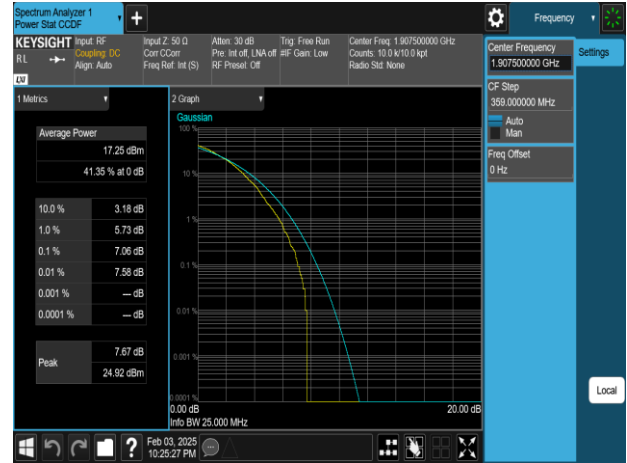 Spectrum Analyzer 1
Power Stat CCDF
Frequency
KEYSIGHT
RL
LXI
Input: RF
Coupling: DC
Align: Auto
Input Z: 50 Ω
Corr CCorr
Freq Ref: Int (S)
Atten: 30 dB
Pre: Int off, LNA off
RF Preset: Off
Trig: Free Run
#IF Gain: Low
Center Freq: 1.907500000 GHz
Counts: 10.0 k/10.0 kpt
Radio Std: None
1 Metrics
Average Power
17.25 dBm
41.35 % at 0 dB
10.0 % 3.18 dB
1.0 % 5.73 dB
0.1 % 7.06 dB
0.01 % 7.58 dB
0.001 % — dB
0.0001 % — dB
Peak
7.67 dB
24.92 dBm
2 Graph
Gaussian
100 %
10 %
1 %
0.1 %
0.01 %
0.001 %
0.0001 %
0.00 dB 20.00 dB
Info BW 25.000 MHz
Center Frequency
1.907500000 GHz
Settings
CF Step
359.000000 MHz
Auto
Man
Freq Offset
0 Hz
Local
?
Feb 03, 2025
10:25:27 PM